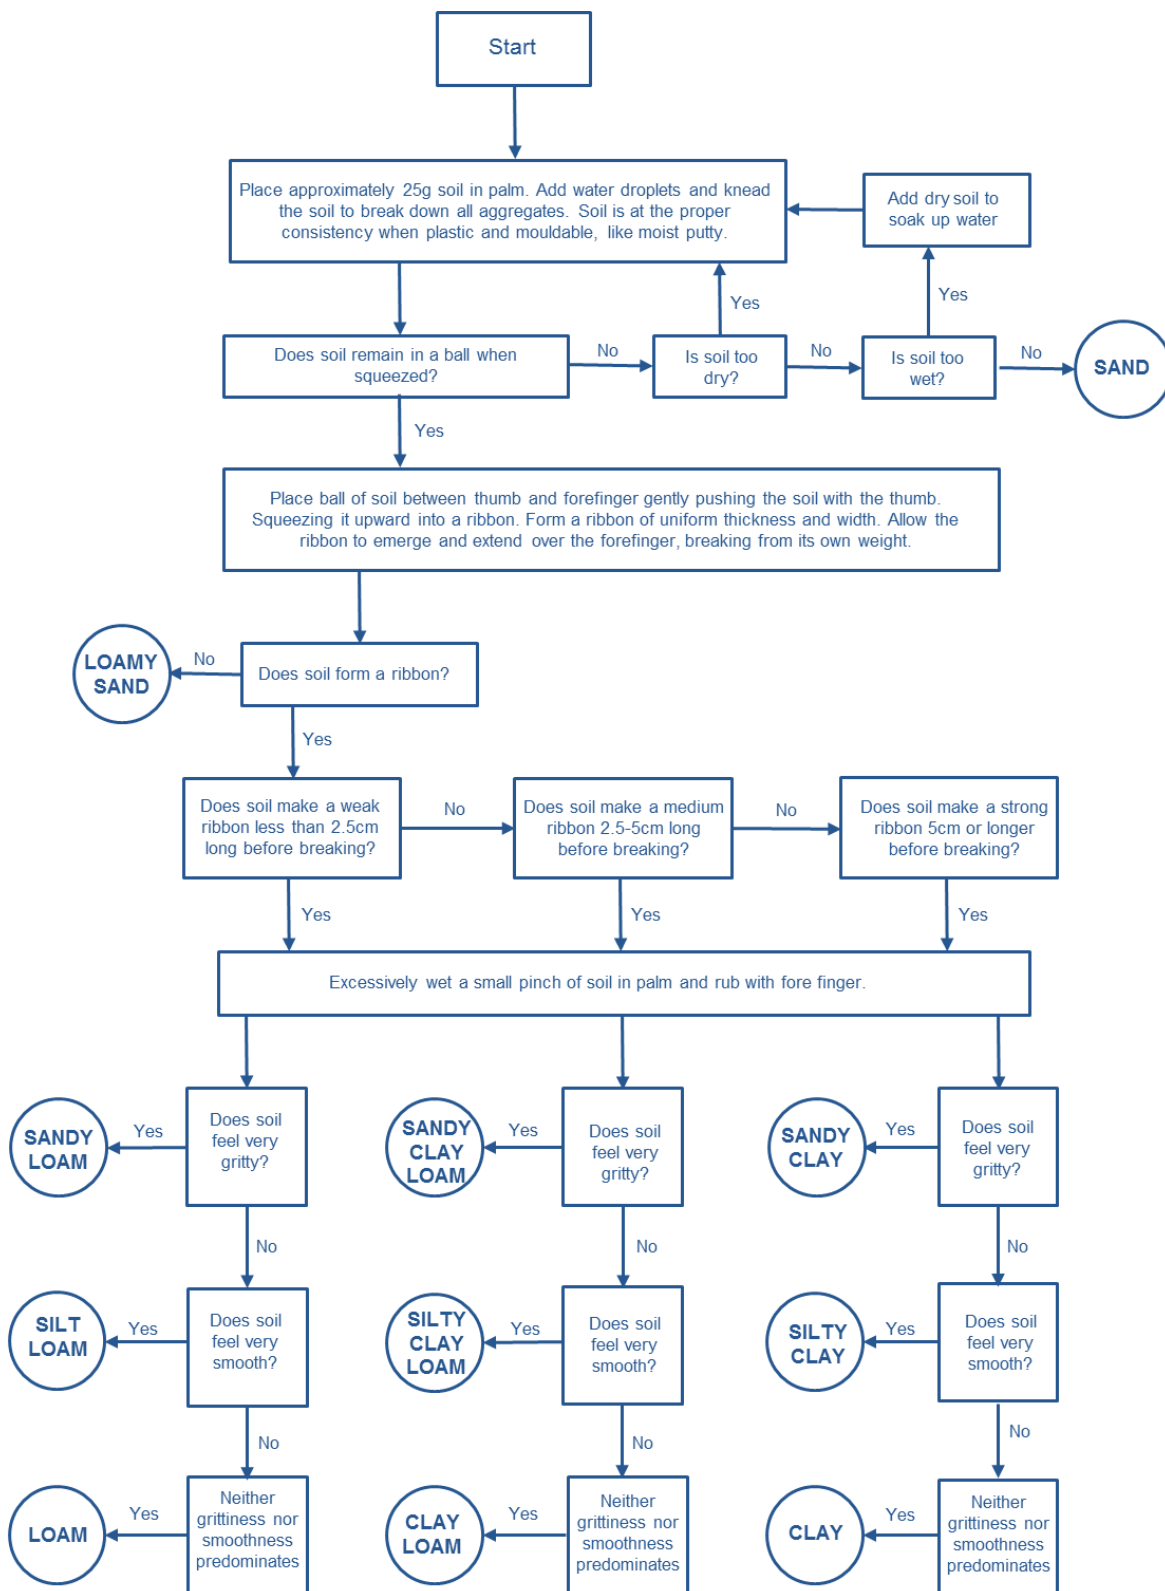 Start
Place approximately 25g soil in palm. Add water droplets and knead
the soil to break down all aggregates. Soil is at the proper
consistency when plastic and mouldable, like moist putty.
Add dry soil to
soak up water
Yes
Yes
Does soil remain in a ball when
squeezed?
No
Is soil too
dry?
No
Is soil too
wet?
No
SAND
Yes
Place ball of soil between thumb and forefinger gently pushing the soil with the thumb.
Squeezing it upward into a ribbon. Form a ribbon of uniform thickness and width. Allow the
ribbon to emerge and extend over the forefinger, breaking from its own weight.
LOAMY
SAND
No
Does soil form a ribbon?
Yes
Does soil make a weak
ribbon less than 2.5cm
long before breaking?
No
Does soil make a medium
ribbon 2.5-5cm long
before breaking?
No
Does soil make a strong
ribbon 5cm or longer
before breaking?
Yes
Yes
Yes
Excessively wet a small pinch of soil in palm and rub with fore finger.
SANDY
LOAM
Yes
Does soil
feel very
gritty?
SANDY
CLAY
LOAM
Yes
Does soil
feel very
gritty?
SANDY
CLAY
Yes
Does soil
feel very
gritty?
No
No
No
SILT
LOAM
Yes
Does soil
feel very
smooth?
SILTY
CLAY
LOAM
Yes
Does soil
feel very
smooth?
SILTY
CLAY
Yes
Does soil
feel very
smooth?
No
No
No
LOAM
Yes
Neither
grittiness nor
smoothness
predominates
CLAY
LOAM
Yes
Neither
grittiness nor
smoothness
predominates
CLAY
Yes
Neither
grittiness nor
smoothness
predominates